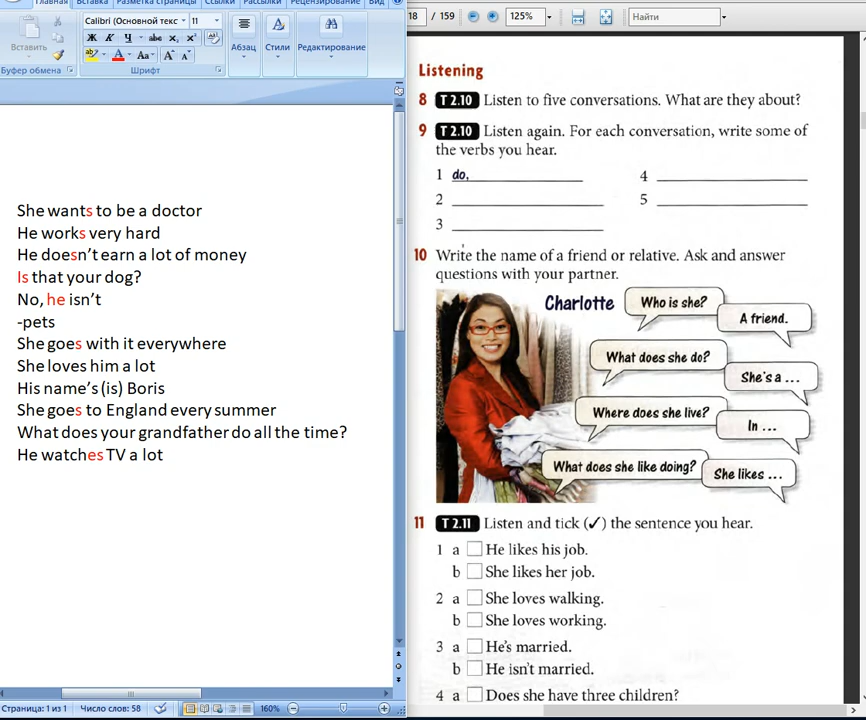 Главная
Вставка
Разметка страницы
Ссылки
Рассылки
Рецензирование
Вид
Вставить
Буфер обмена
Calibri (Основной текс
11
Ж К Ч abc x₂ x²
ab A Aa A A
Шрифт
Абзац
Стили
Редактирование
She wants to be a doctor
He works very hard
He doesn't earn a lot of money
Is that your dog?
No, he isn't
-pets
She goes with it everywhere
She loves him a lot
His name's (is) Boris
She goes to England every summer
What does your grandfather do all the time?
He watches TV a lot
Страница: 1 из 1
Число слов: 58
160%
18 / 159
125%
Найти
Listening
8 T 2.10 Listen to five conversations. What are they about?
9 T 2.10 Listen again. For each conversation, write some of
the verbs you hear.
1 do,
4
2
5
3
10 Write the name of a friend or relative. Ask and answer
questions with your partner.
Charlotte
Who is she?
A friend.
What does she do?
She's a ...
Where does she live?
In ...
What does she like doing?
She likes ...
11 T 2.11 Listen and tick (✓) the sentence you hear.
1 a He likes his job.
b She likes her job.
2 a She loves walking.
b She loves working.
3 a He's married.
b He isn't married.
4 a Does she have three children?